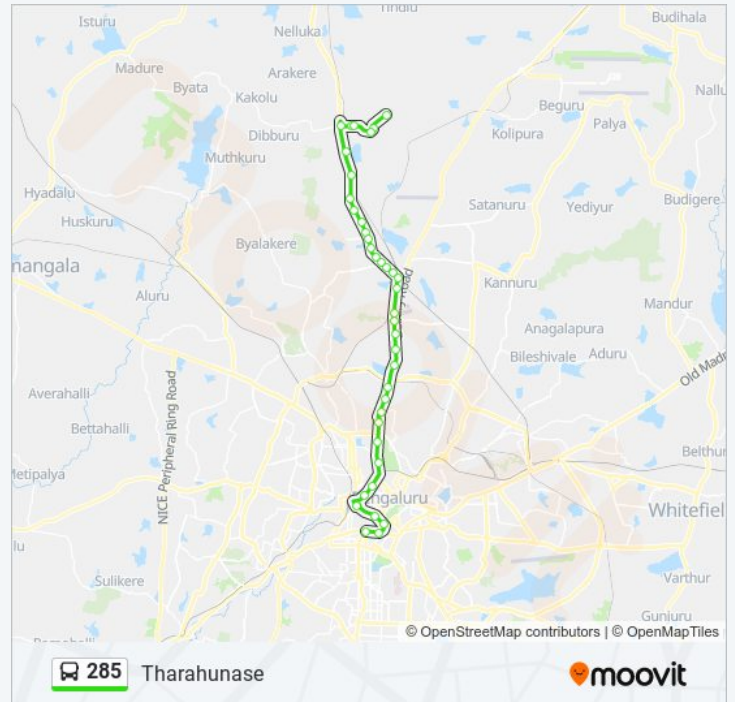 Tindlu
Isturu
Budihala
Nelluka
Madure
Arakere
Byata
Kakolu
Nallu
Beguru
Palya
Dibburu
Kolipura
Muthkuru
Hyadalu
Satanuru
Yediyur
Budigere
Huskuru
Byalakere
nangala
Road
Kannuru
Aluru
Mandur
Anagalapura
Bileshivale
Aduru
Old Madr
Averahalli
NICE Peripheral Ring Road
Bettahalli
Belthur
Metipalya
Bengaluru
Whitefiel
lu
Varthur
Sulikere
Gunjuru
© OpenStreetMap contributors | © OpenMapTiles
285 Tharahunase
moovit